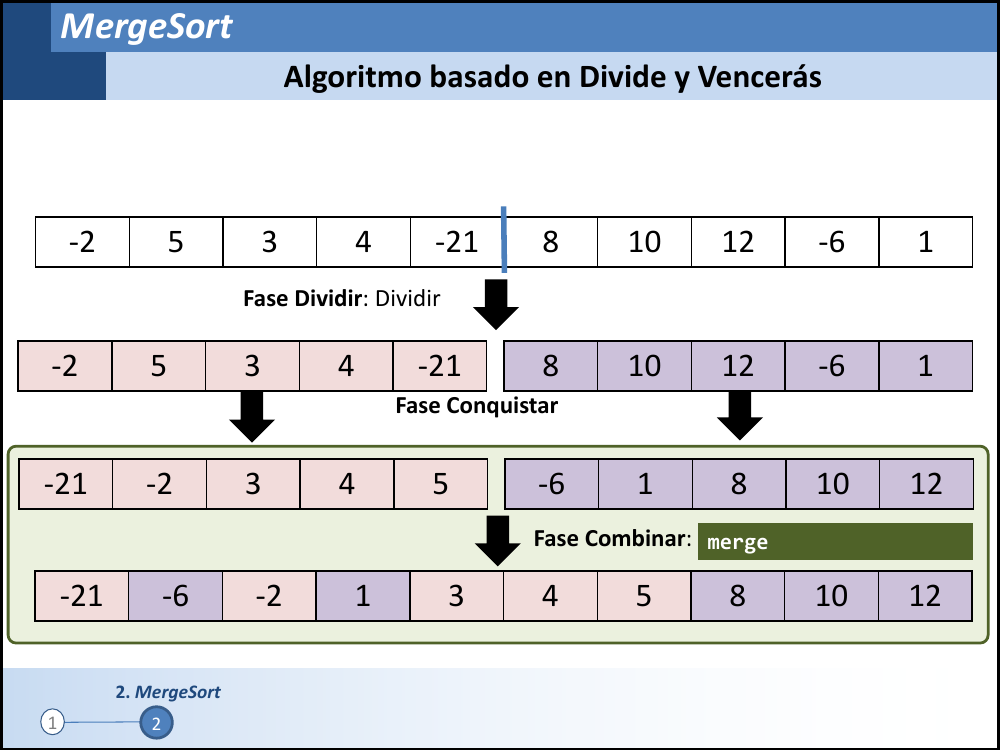 MergeSort
Algoritmo basado en Divide y Vencerás
-2 5 3 4 -21 8 10 12 -6 1
Fase Dividir: Dividir
-2 5 3 4 -21 8 10 12 -6 1
Fase Conquistar
-21 -2 3 4 5 -6 1 8 10 12
Fase Combinar: merge
-21 -6 -2 1 3 4 5 8 10 12
2. MergeSort
1 2